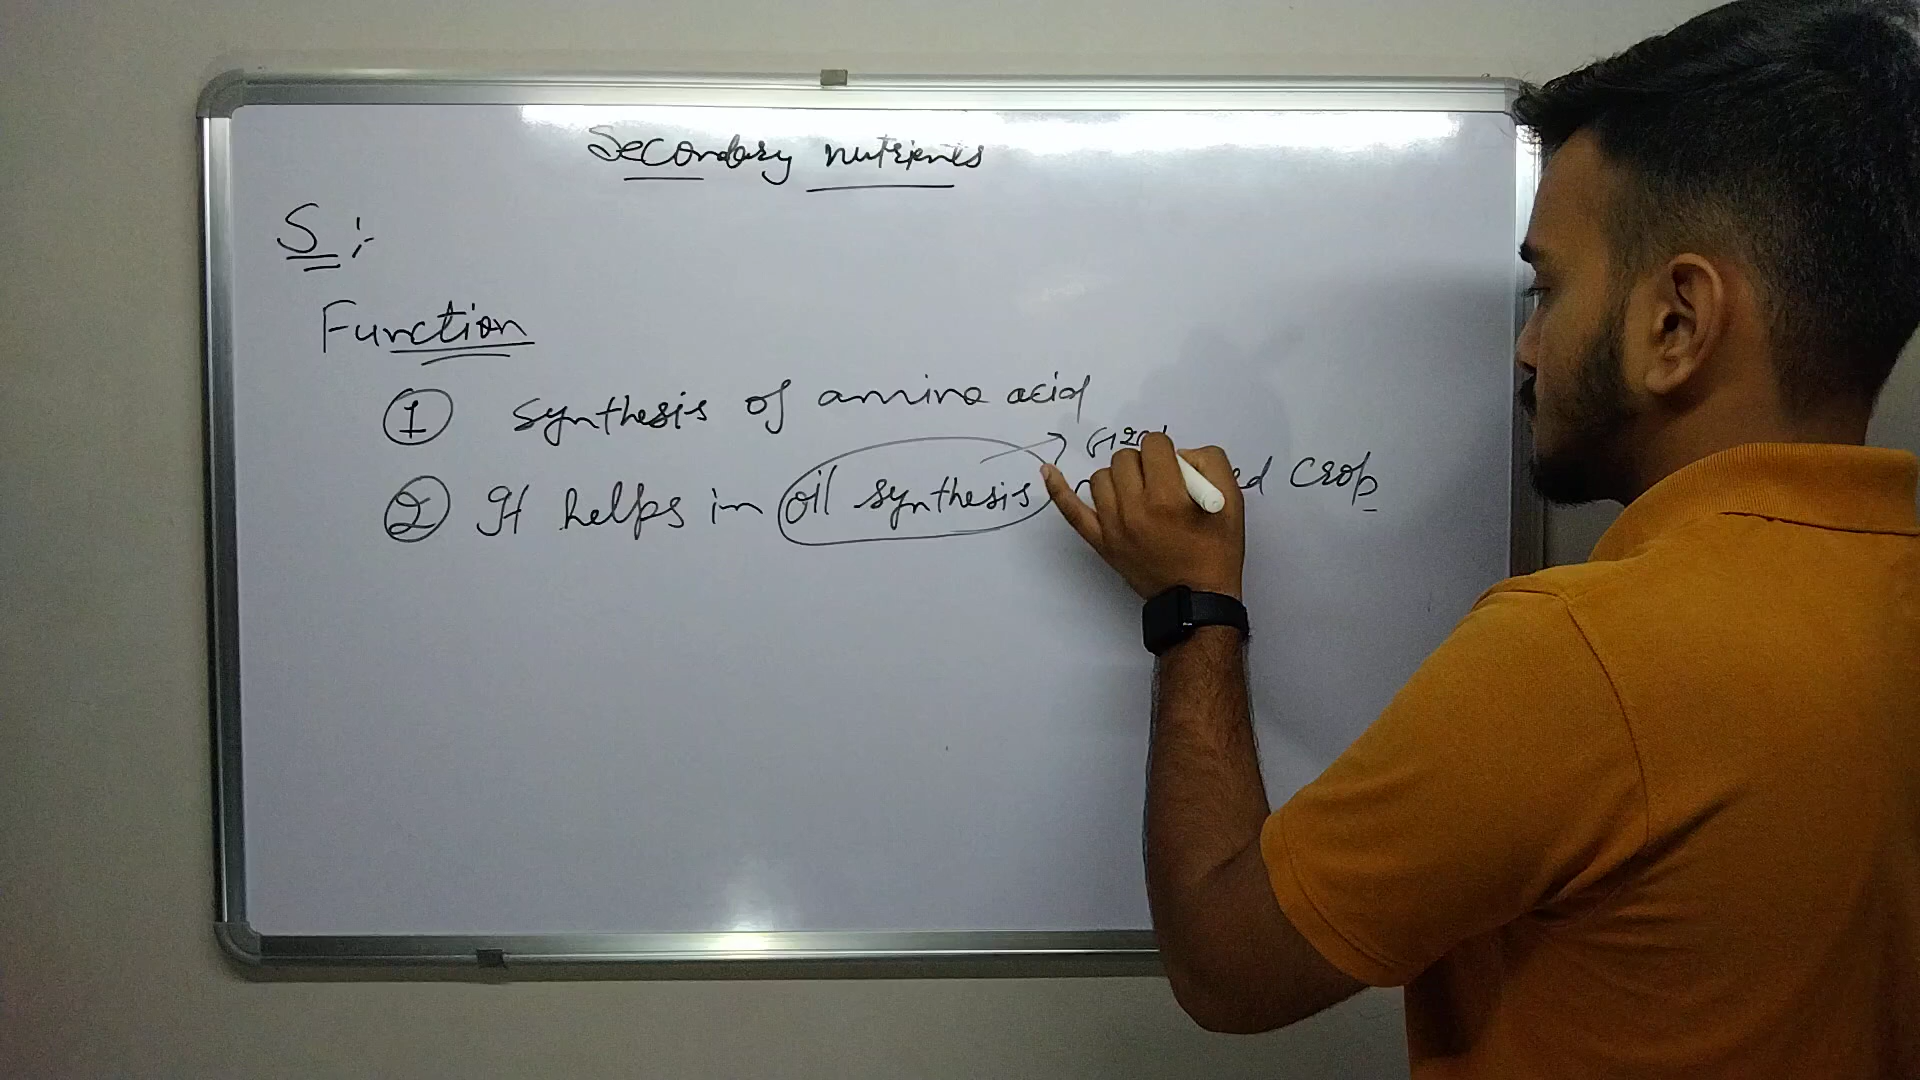 Secondary nutrients
S :-
Function
① Synthesis of amino acid
② It helps in oil synthesis crop